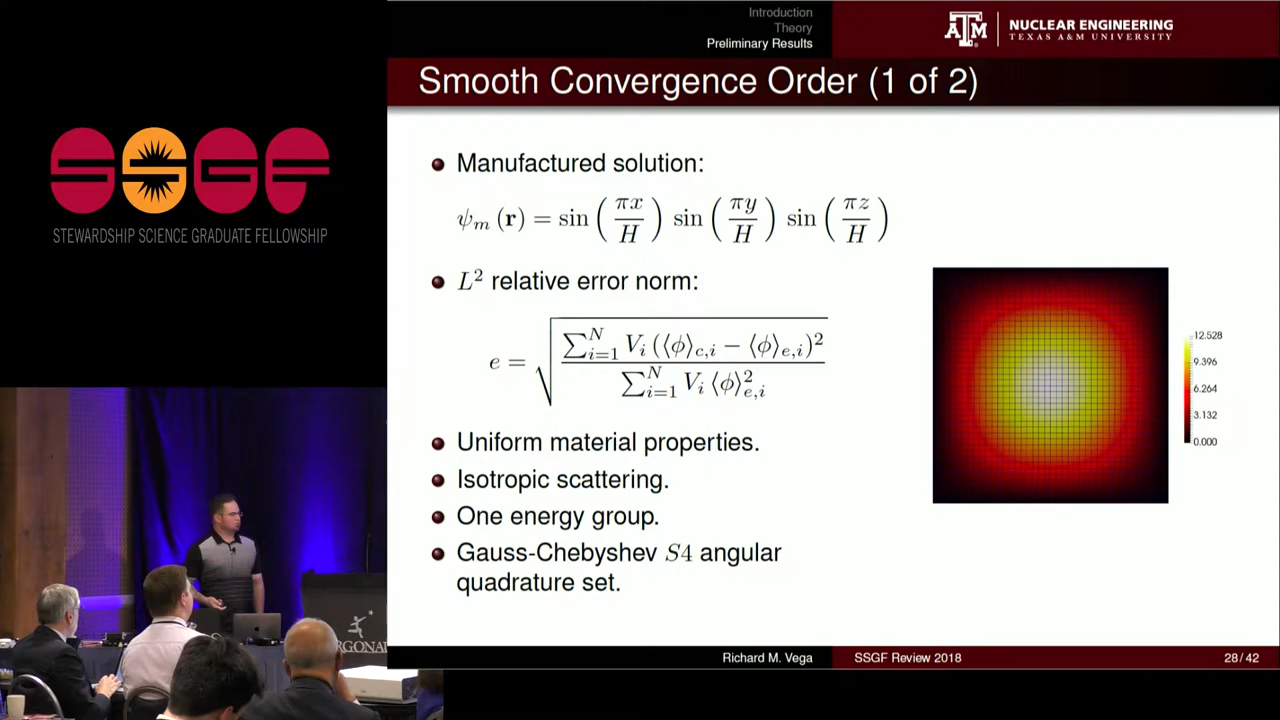 Introduction
Theory
Preliminary Results
NUCLEAR ENGINEERING
TEXAS A&M UNIVERSITY
Smooth Convergence Order (1 of 2)
SSGF
STEWARDSHIP SCIENCE GRADUATE FELLOWSHIP
Manufactured solution:
ψ_m (r) = sin (πx/H) sin (πy/H) sin (πz/H)
L² relative error norm:
e = √(∑_{i=1}^N V_i (⟨ϕ⟩_{c,i} − ⟨ϕ⟩_{e,i})² / ∑_{i=1}^N V_i ⟨ϕ⟩²_{e,i})
12.528
9.396
6.264
3.132
0.000
Uniform material properties.
Isotropic scattering.
One energy group.
Gauss-Chebyshev S4 angular
quadrature set.
Richard M. Vega
SSGF Review 2018
28 / 42